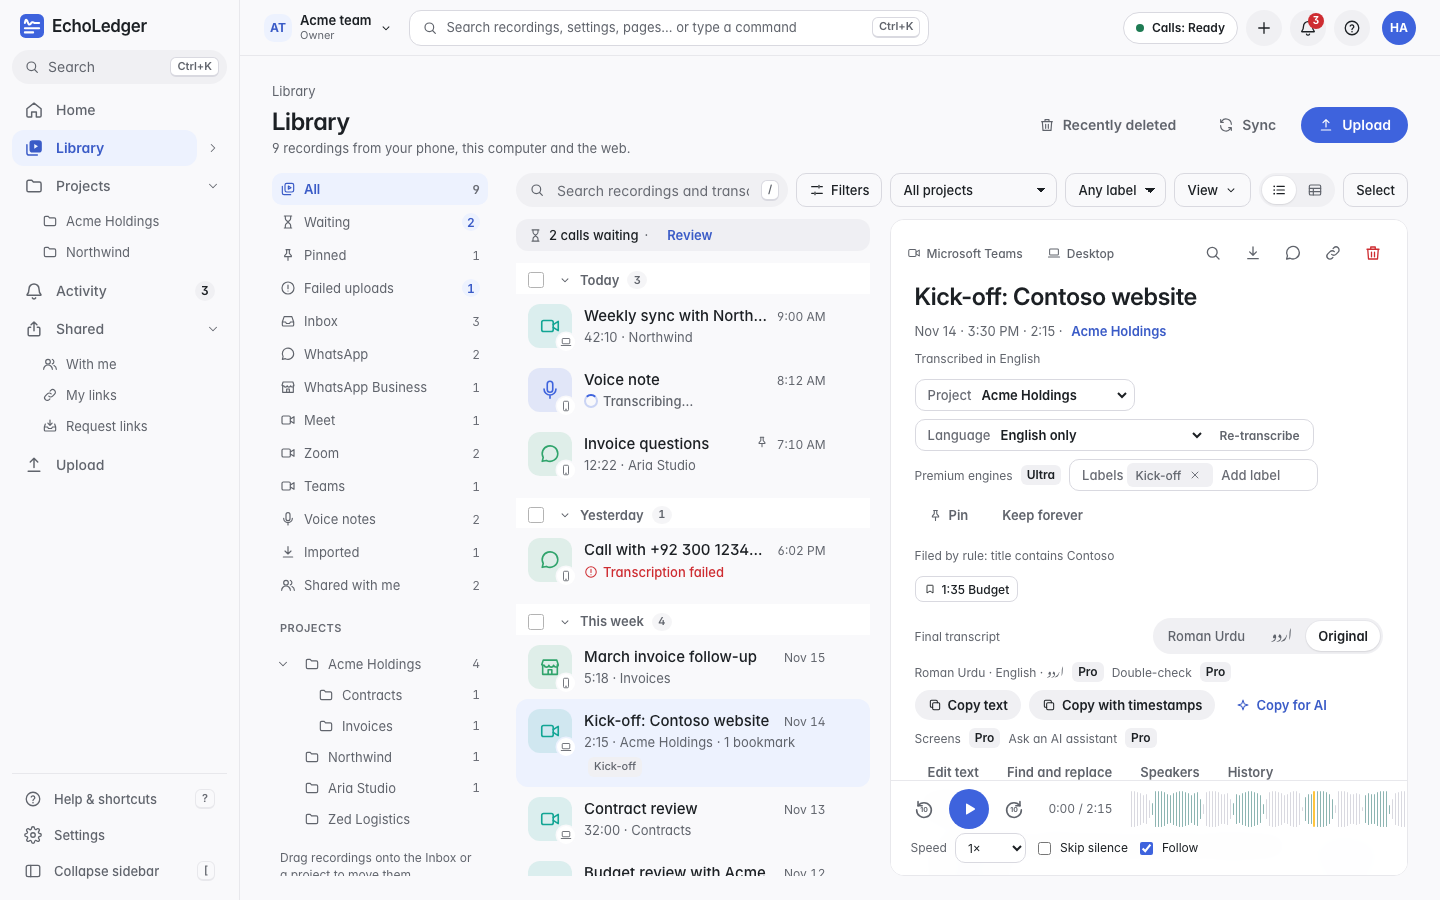 EchoLedger
Search Ctrl+K
Home
Library
Projects
Acme Holdings
Northwind
Activity 3
Shared
With me
My links
Request links
Upload
Help & shortcuts ?
Settings
Collapse sidebar [
AT Acme team
Owner
Search recordings, settings, pages... or type a command Ctrl+K
Calls: Ready
3
HA
Library
Library
9 recordings from your phone, this computer and the web.
Recently deleted
Sync
Upload
All 9
Waiting 2
Pinned 1
Failed uploads 1
Inbox 3
WhatsApp 2
WhatsApp Business 1
Meet 1
Zoom 2
Teams 1
Voice notes 2
Imported 1
Shared with me 2
PROJECTS
Acme Holdings 4
Contracts 1
Invoices 1
Northwind 1
Aria Studio 1
Zed Logistics
Drag recordings onto the Inbox or
a project to move them
Search recordings and transc /
Filters
All projects
Any label
View
Select
2 calls waiting · Review
Today 3
Weekly sync with North... 9:00 AM
42:10 · Northwind
Voice note 8:12 AM
Transcribing...
Invoice questions 7:10 AM
12:22 · Aria Studio
Yesterday 1
Call with +92 300 1234... 6:02 PM
Transcription failed
This week 4
March invoice follow-up Nov 15
5:18 · Invoices
Kick-off: Contoso website Nov 14
2:15 · Acme Holdings · 1 bookmark
Kick-off
Contract review Nov 13
32:00 · Contracts
Budget review with Acme Nov 12
Microsoft Teams Desktop
Kick-off: Contoso website
Nov 14 · 3:30 PM · 2:15 · Acme Holdings
Transcribed in English
Project Acme Holdings
Language English only Re-transcribe
Premium engines Ultra Labels Kick-off × Add label
Pin Keep forever
Filed by rule: title contains Contoso
1:35 Budget
Final transcript Roman Urdu اردو Original
Roman Urdu · English · اردو Pro Double-check Pro
Copy text Copy with timestamps Copy for AI
Screens Pro Ask an AI assistant Pro
Edit text Find and replace Speakers History
10 10 0:00 / 2:15
Speed 1× Skip silence Follow